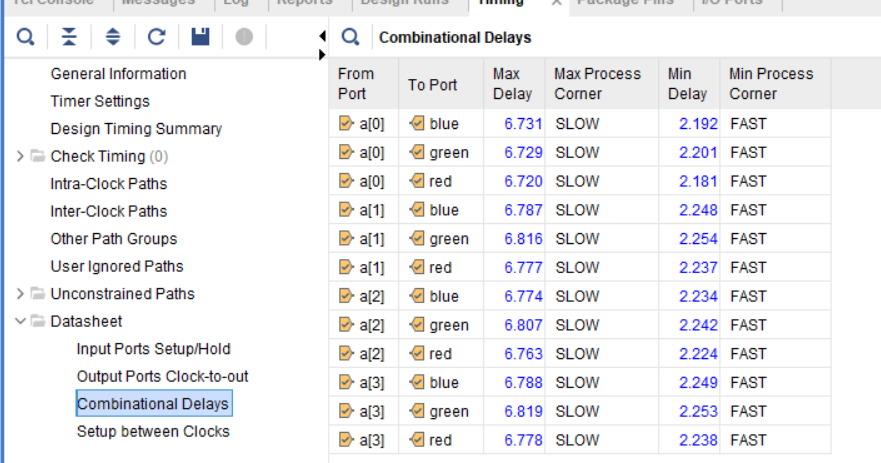 Tcl Console Messages Log Reports Design Runs Timing Package Pins I/O Ports
Combinational Delays
General Information
Timer Settings
Design Timing Summary
Check Timing (0)
Intra-Clock Paths
Inter-Clock Paths
Other Path Groups
User Ignored Paths
Unconstrained Paths
Datasheet
Input Ports Setup/Hold
Output Ports Clock-to-out
Combinational Delays
Setup between Clocks
From Port To Port Max Delay Max Process Corner Min Delay Min Process Corner
a[0] blue 6.731 SLOW 2.192 FAST
a[0] green 6.729 SLOW 2.201 FAST
a[0] red 6.720 SLOW 2.181 FAST
a[1] blue 6.787 SLOW 2.248 FAST
a[1] green 6.816 SLOW 2.254 FAST
a[1] red 6.777 SLOW 2.237 FAST
a[2] blue 6.774 SLOW 2.234 FAST
a[2] green 6.807 SLOW 2.242 FAST
a[2] red 6.763 SLOW 2.224 FAST
a[3] blue 6.788 SLOW 2.249 FAST
a[3] green 6.819 SLOW 2.253 FAST
a[3] red 6.778 SLOW 2.238 FAST